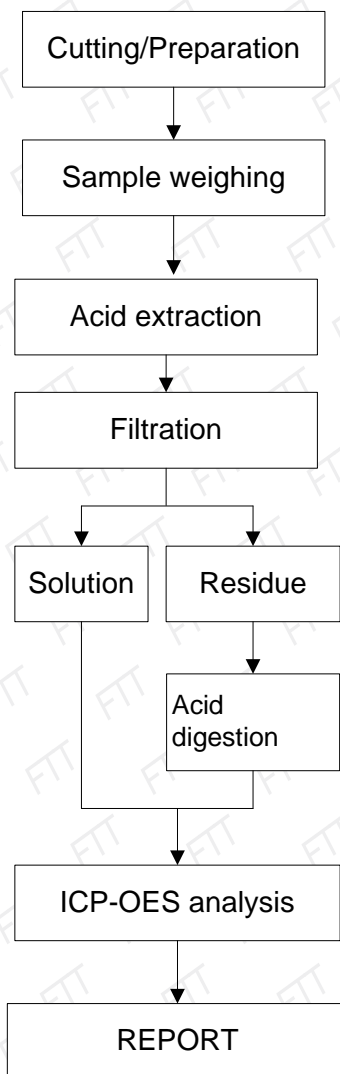 Cutting/Preparation
Sample weighing
Acid extraction
Filtration
Solution
Residue
Acid
digestion
ICP-OES analysis
REPORT